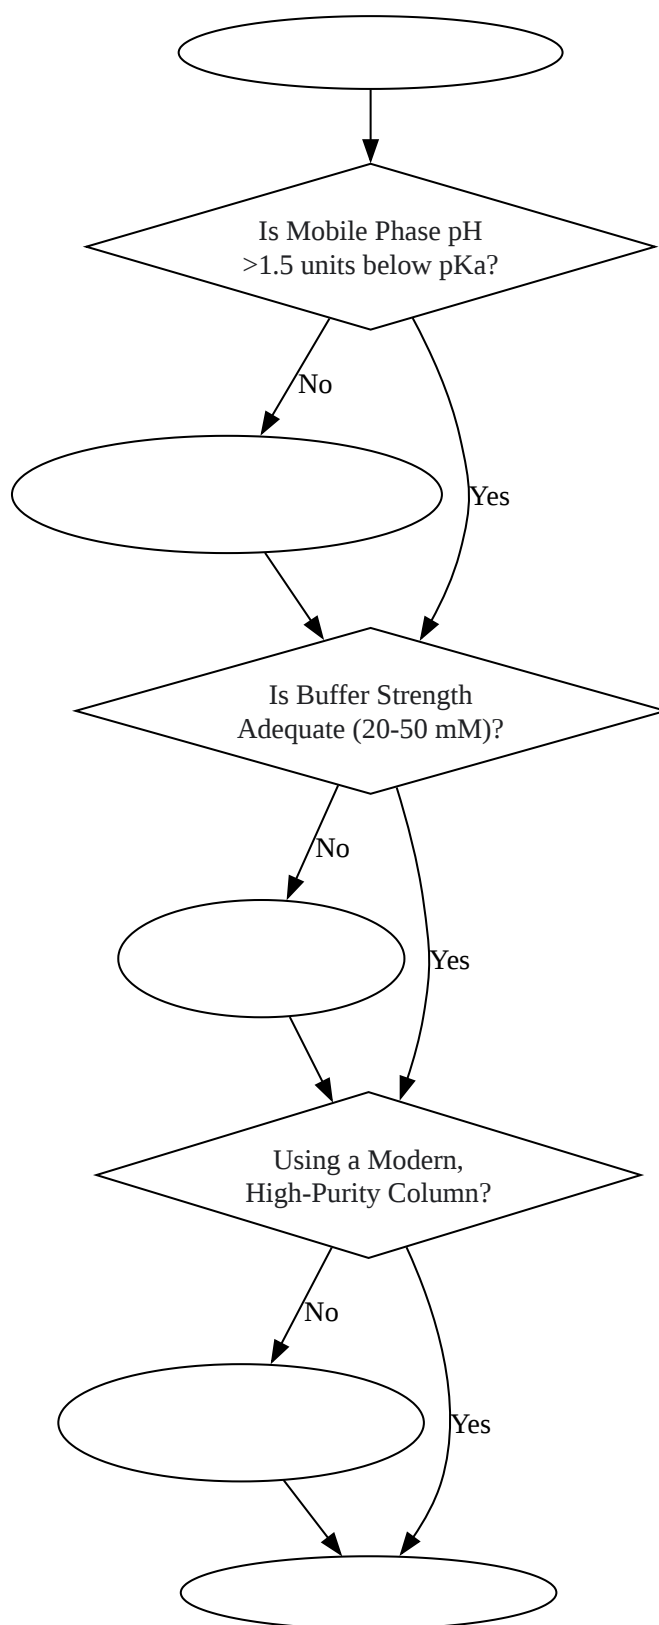 Is Mobile Phase pH
>1.5 units below pKa?
No
Yes
Is Buffer Strength
Adequate (20-50 mM)?
No
Yes
Using a Modern,
High-Purity Column?
No
Yes